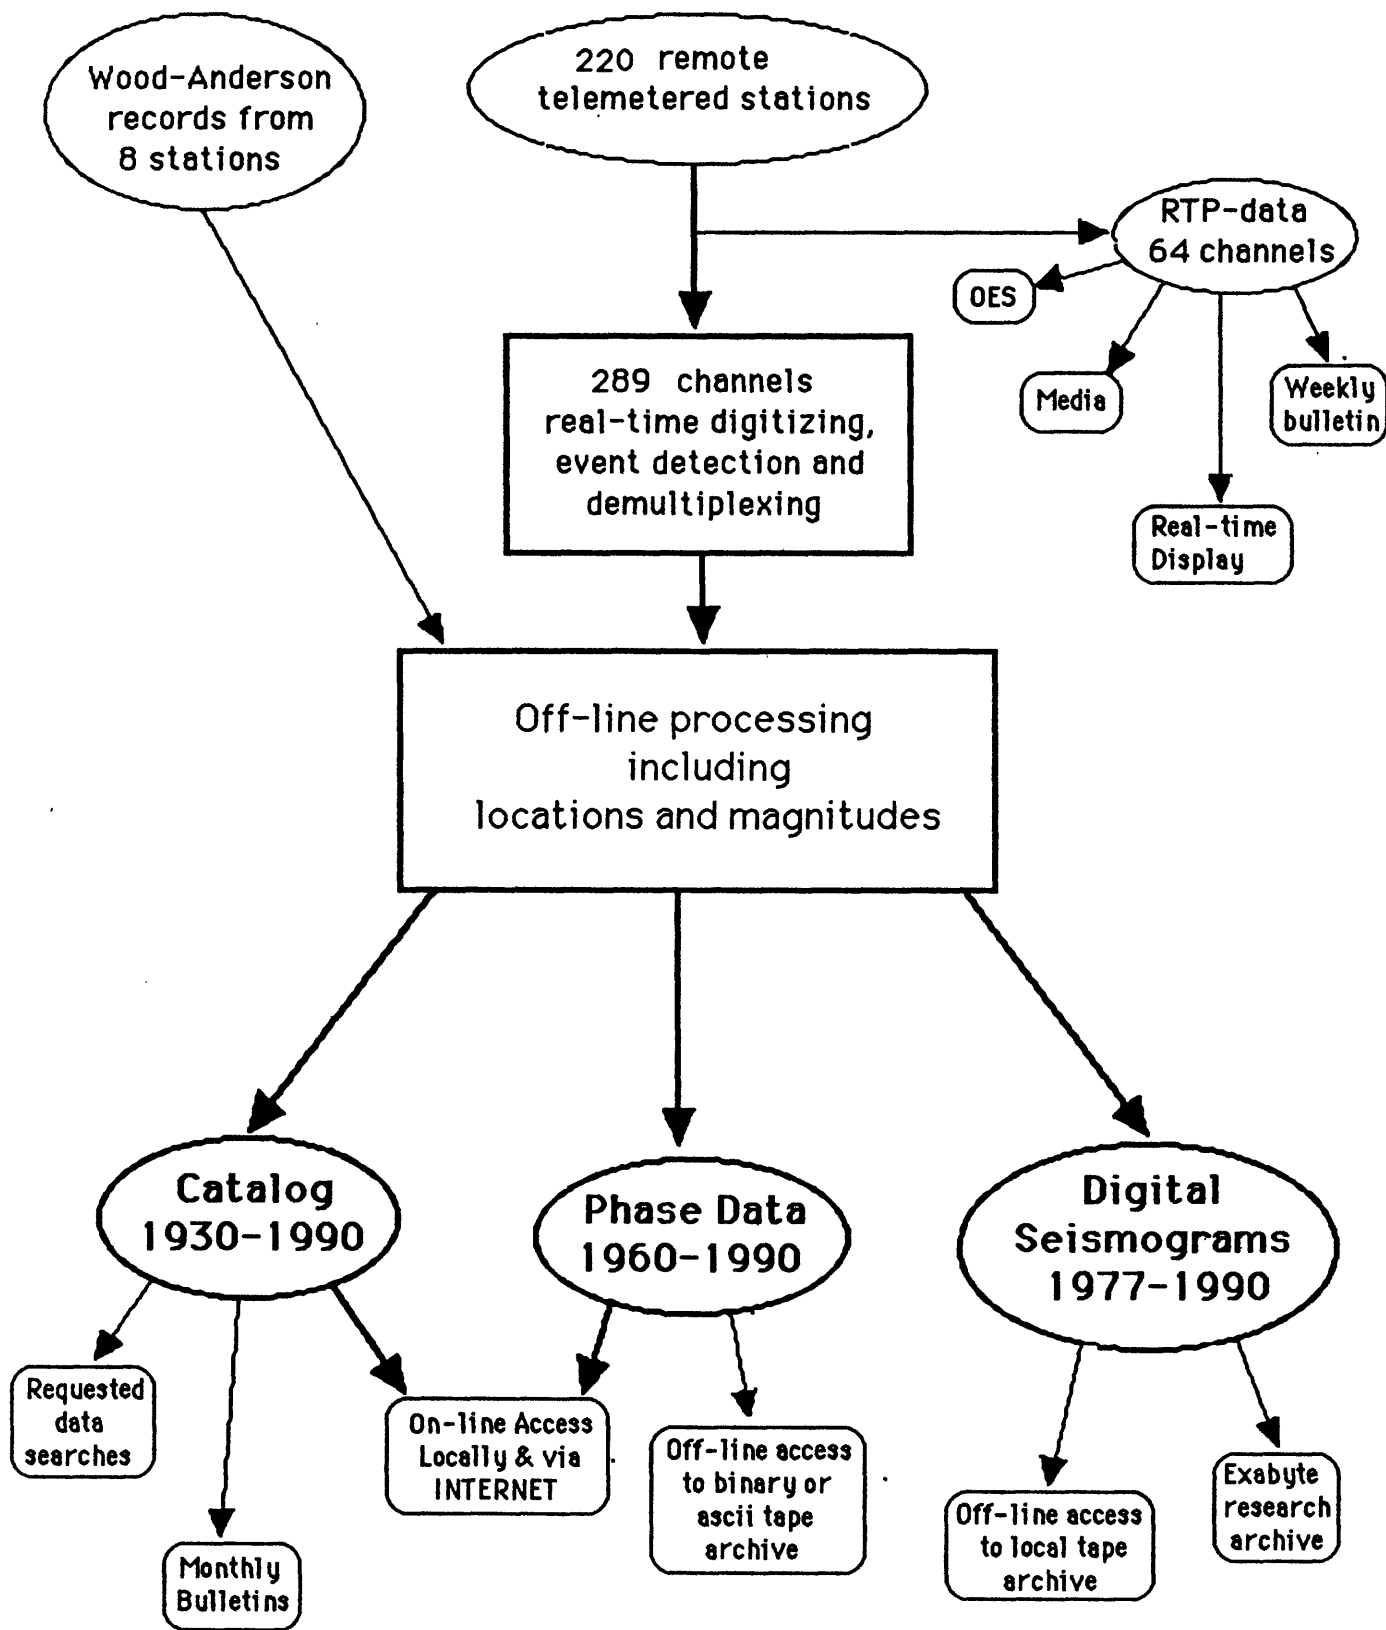 Wood-Anderson
records from
8 stations
220 remote
telemetered stations
RTP-data
64 channels
OES
Media
Weekly
bulletin
Real-time
Display
289 channels
real-time digitizing,
event detection and
demultiplexing
Off-line processing
including
locations and magnitudes
Catalog
1930-1990
Phase Data
1960-1990
Digital
Seismograms
1977-1990
Requested
data
searches
Monthly
Bulletins
On-line Access
Locally & via
INTERNET
Off-line access
to binary or
ascii tape
archive
Off-line access
to local tape
archive
Exabyte
research
archive